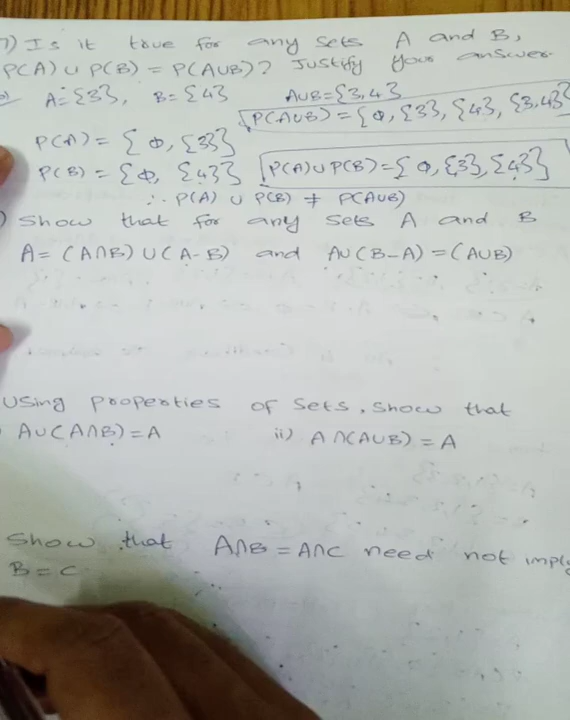 7) Is it true for any sets A and B,
P(A) ∪ P(B) = P(A∪B)? Justify your answer.
A = {3}, B = {4} A∪B = {3,4}
P(A∪B) = {Φ, {3}, {4}, {3,4}}
P(A) = {Φ, {3}}
P(B) = {Φ, {4}} P(A)∪P(B) = {Φ, {3}, {4}}
∴ P(A) ∪ P(B) ≠ P(A∪B)
) Show that for any sets A and B
A = (A∩B) ∪ (A-B) and A∪(B-A) = (A∪B)
Using properties of sets, show that
A∪(A∩B) = A ii) A∩(A∪B) = A
Show that A∩B = A∩C need not imply
B = C